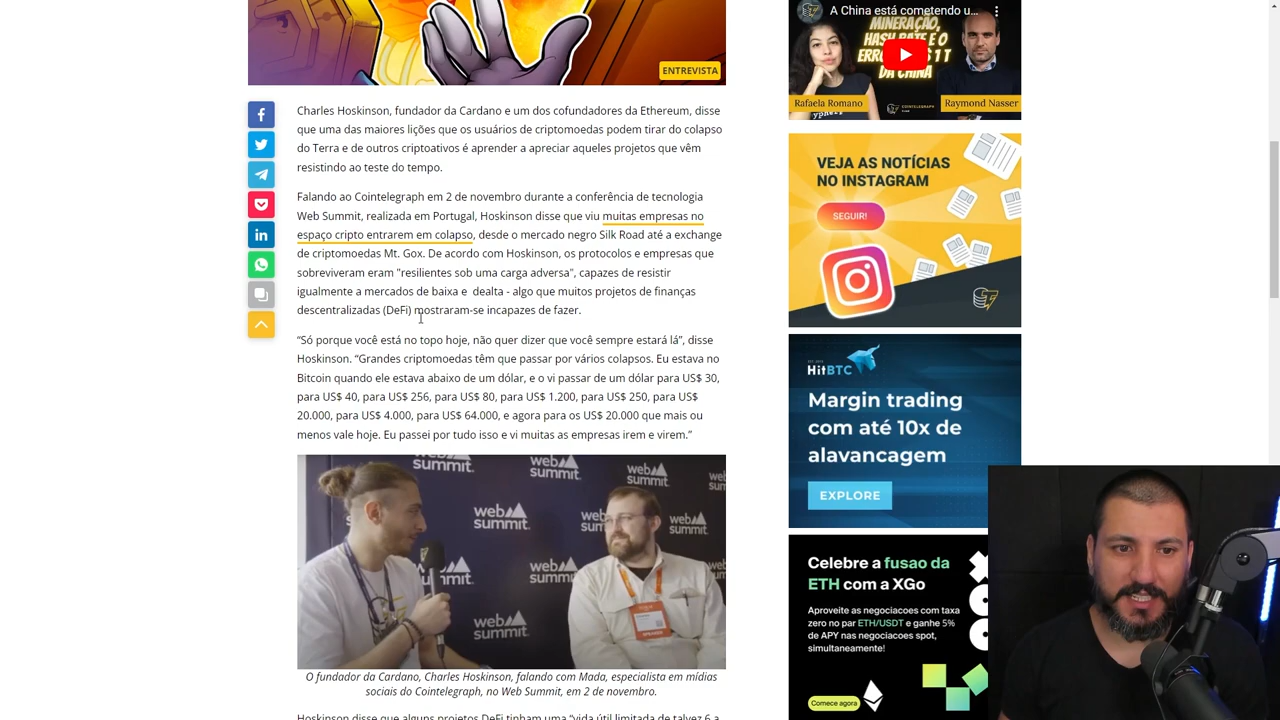 ENTREVISTA
Charles Hoskinson, fundador da Cardano e um dos cofundadores da Ethereum, disse
que uma das maiores lições que os usuários de criptomoedas podem tirar do colapso
do Terra e de outros criptoativos é aprender a apreciar aqueles projetos que vêm
resistindo ao teste do tempo.
Falando ao Cointelegraph em 2 de novembro durante a conferência de tecnologia
Web Summit, realizada em Portugal, Hoskinson disse que viu muitas empresas no
espaço cripto entrarem em colapso, desde o mercado negro Silk Road até a exchange
de criptomoedas Mt. Gox. De acordo com Hoskinson, os protocolos e empresas que
sobreviveram eram "resilientes sob uma carga adversa", capazes de resistir
igualmente a mercados de baixa e dealta - algo que muitos projetos de finanças
descentralizadas (DeFi) mostraram-se incapazes de fazer.
“Só porque você está no topo hoje, não quer dizer que você sempre estará lá”, disse
Hoskinson. “Grandes criptomoedas têm que passar por vários colapsos. Eu estava no
Bitcoin quando ele estava abaixo de um dólar, e o vi passar de um dólar para US$ 30,
para US$ 40, para US$ 256, para US$ 80, para US$ 1.200, para US$ 250, para US$
20.000, para US$ 4.000, para US$ 64.000, e agora para os US$ 20.000 que mais ou
menos vale hoje. Eu passei por tudo isso e vi muitas as empresas irem e virem.”
web summit
web summit.
web summit
web summit
web summit
web summit
SPEAKER
O fundador da Cardano, Charles Hoskinson, falando com Mada, especialista em mídias
sociais do Cointelegraph, no Web Summit, em 2 de novembro.
Hoskinson disse que alguns projetos DeFi tinham uma “vida útil limitada de talvez 6 a
A China está cometendo u...
MINERAÇÃO,
HASH RATE E O
DA CHINA
Rafaela Romano
COINTELEGRAPH
Raymond Nasser
VEJA AS NOTÍCIAS
NO INSTAGRAM
SEGUIR!
HitBTC
Margin trading
com até 10x de
alavancagem
EXPLORE
Celebre a fusao da
ETH com a XGo
Aproveite as negociacoes com taxa
zero no par ETH/USDT e ganhe 5%
de APY nas negociacoes spot,
simultaneamente!
Comece agora